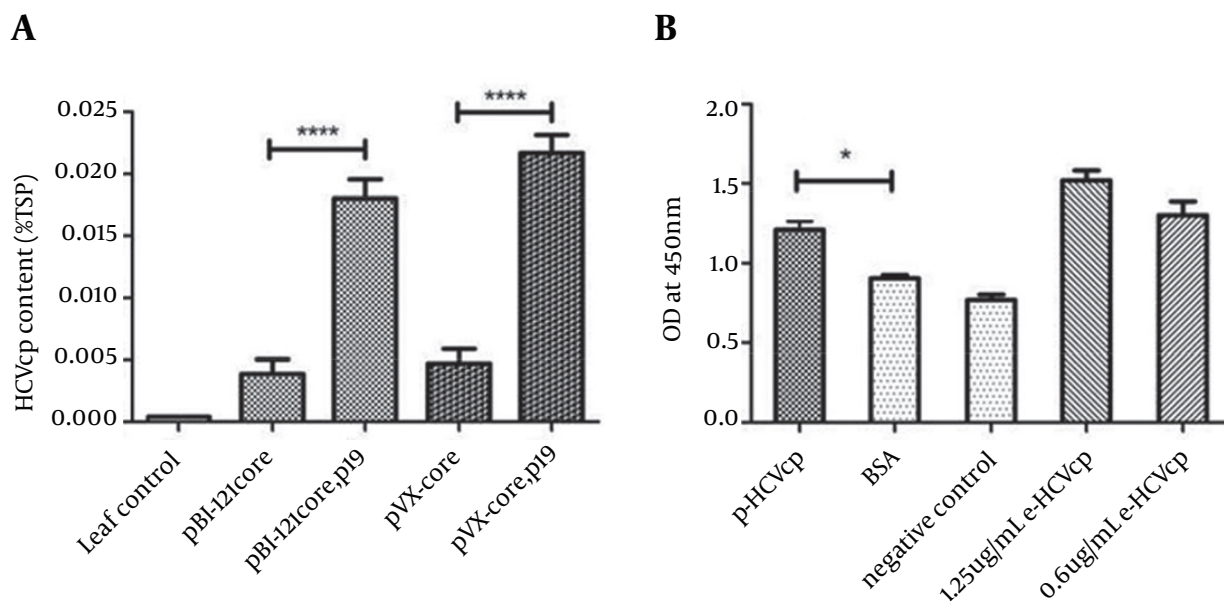 A
HCVcp content (%TSP)
0.025
0.020
0.015
0.010
0.005
0.000
****
****
Leaf control
pBI-121core
pBI-121core,p19
pVX-core
pVX-core,p19
B
OD at 450nm
2.0
1.5
1.0
0.5
0.0
*
p-HCVcp
BSA
negative control
1.25ug/mL e-HCVcp
0.6ug/mL e-HCVcp